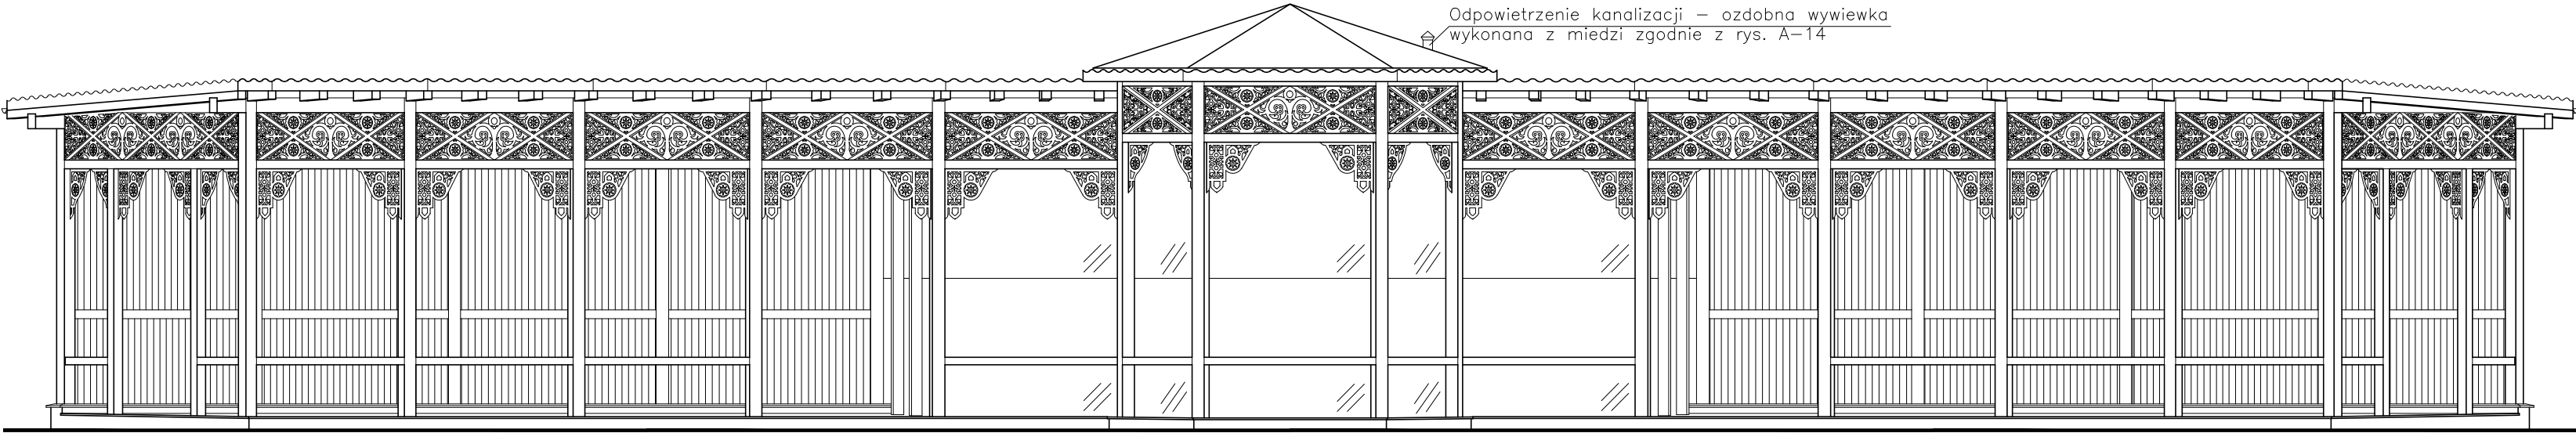 Odpowietrzenie kanalizacji – ozdobna wywiewka
wykonana z miedzi zgodnie z rys. A–14